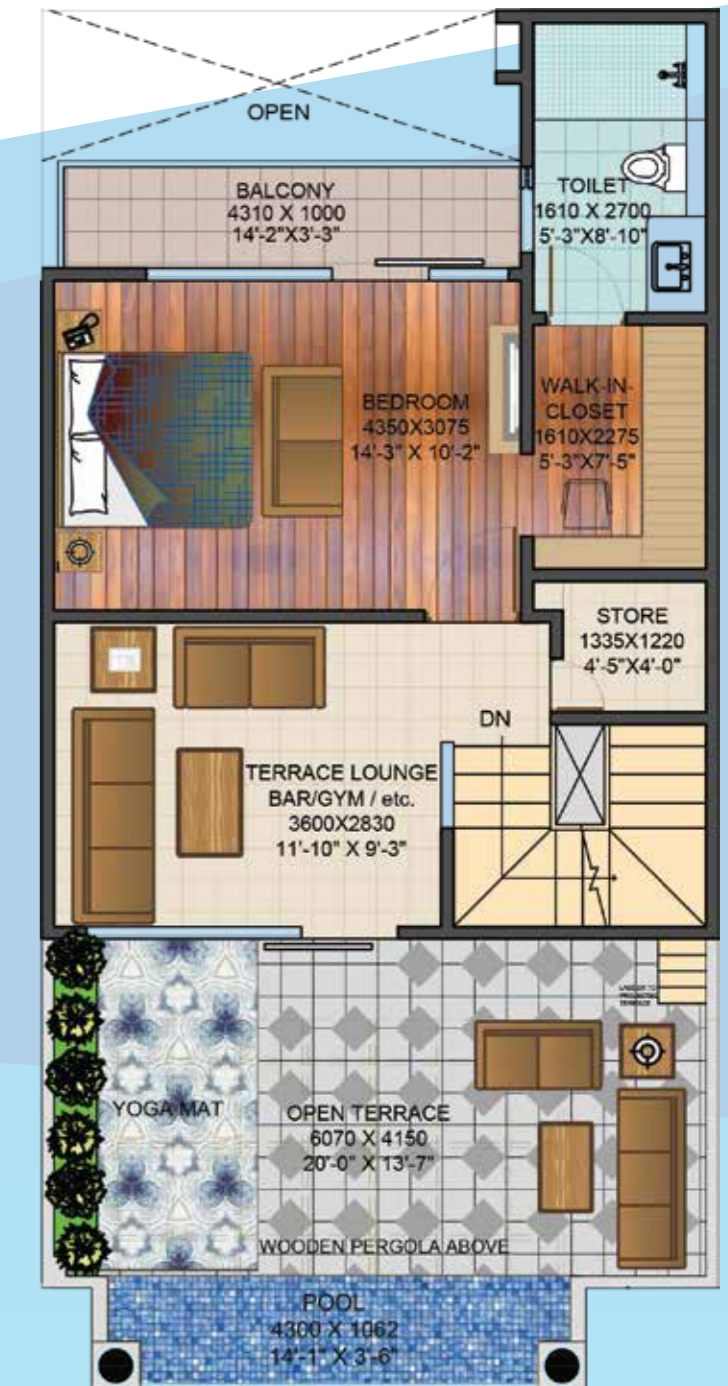 OPEN
BALCONY
4310 X 1000
14'-2"X3'-3"
TOILET
1610 X 2700
5'-3"X8'-10"
BEDROOM
4350X3075
14'-3" X 10'-2"
WALK-IN-
CLOSET
1610X2275
5'-3"X7'-5"
STORE
1335X1220
4'-5"X4'-0"
DN
TERRACE LOUNGE
BAR/GYM / etc.
3600X2830
11'-10" X 9'-3"
LADDER TO
TERRACE
YOGA MAT
OPEN TERRACE
6070 X 4150
20'-0" X 13'-7"
WOODEN PERGOLA ABOVE
POOL
4300 X 1062
14'-1" X 3'-6"